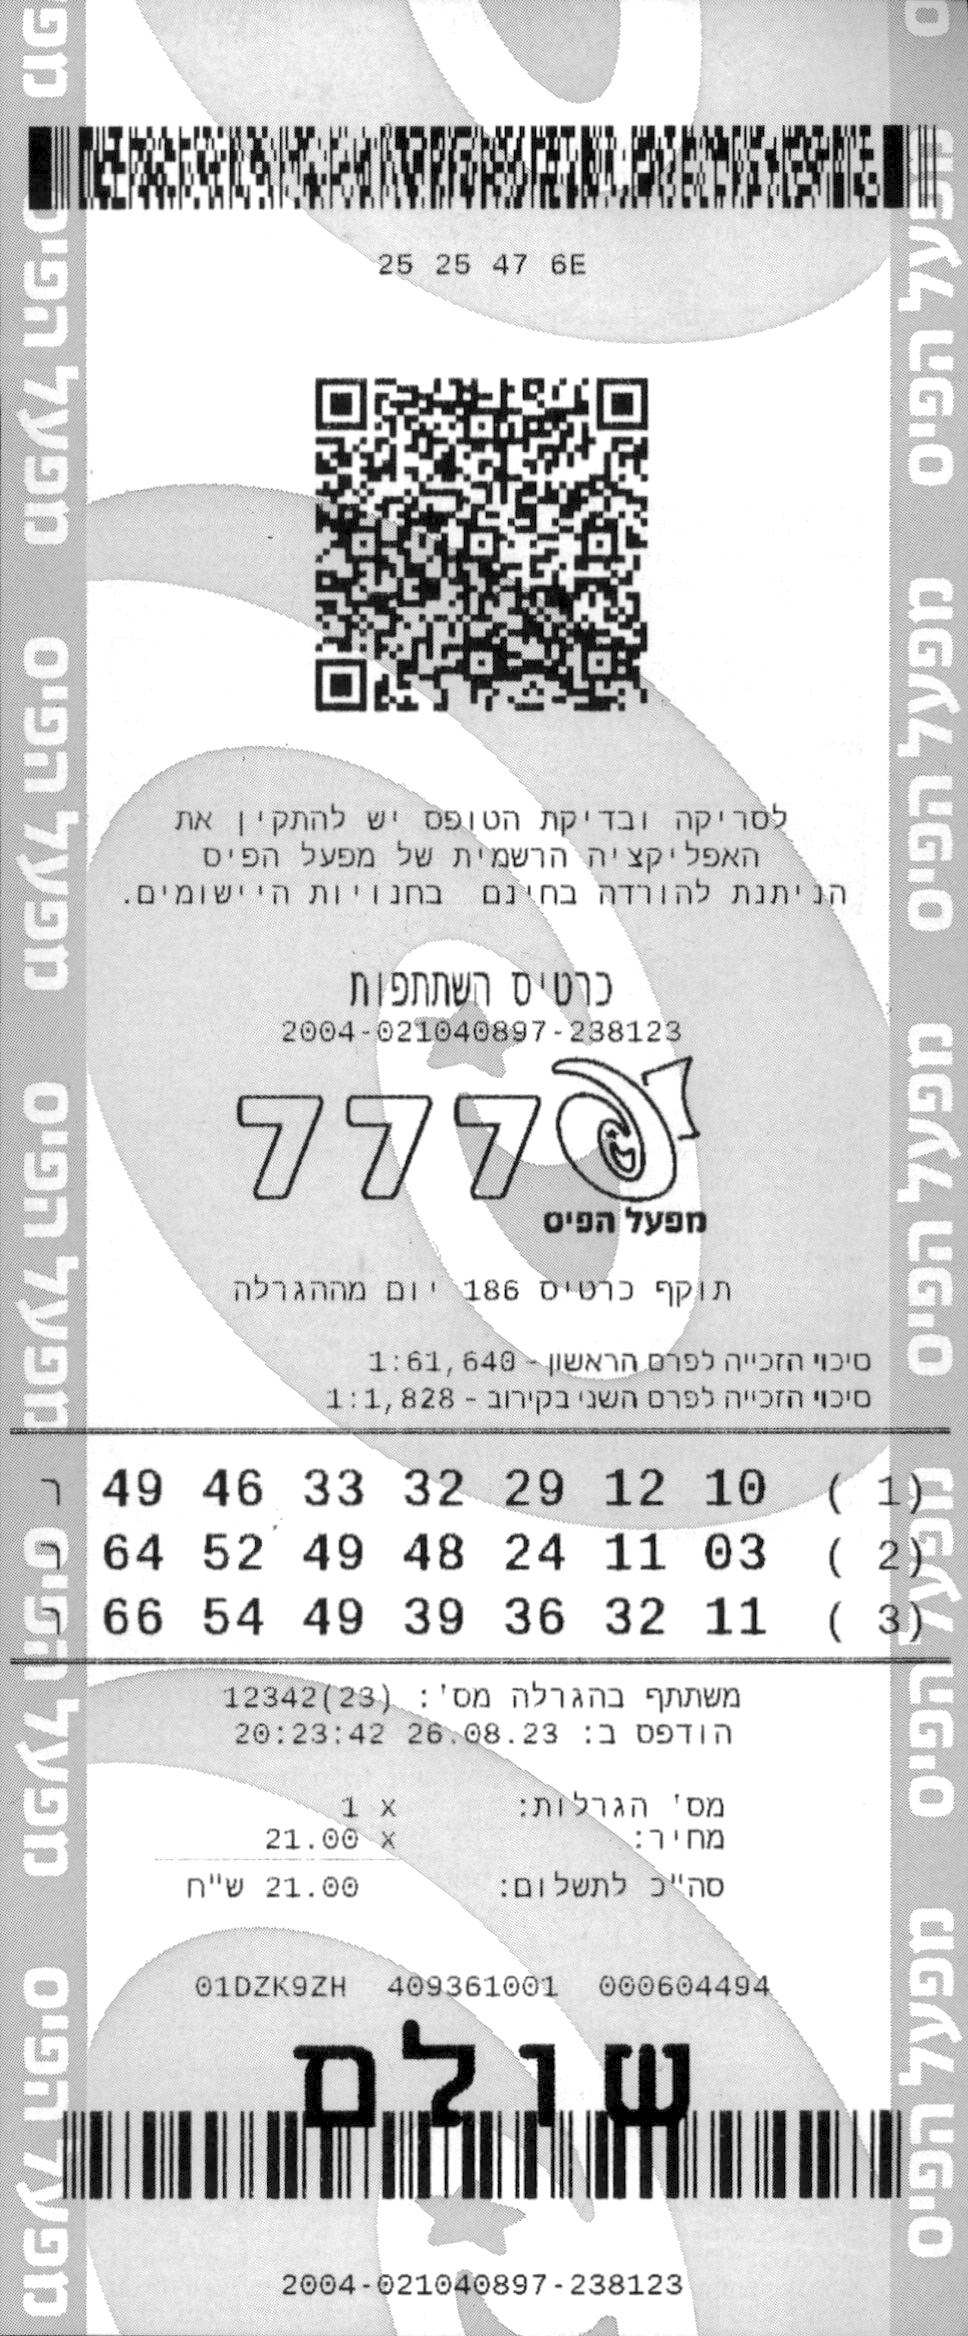 25 25 47 6E
לסריקה ובדיקת הטופס יש להתקין את
האפליקציה הרשמית של מפעל הפיס
הניתנת להורדה בחינם בחנויות היישומים.
כרטיס השתתפות
2004-021040897-238123
777
מפעל הפיס
תוקף כרטיס 186 יום מההגרלה
סיכוי הזכייה לפרס הראשון - 1:61,640
סיכוי הזכייה לפרס השני בקירוב - 1:1,828
(1) 10 12 29 32 33 46 49 ר
(2) 03 11 24 48 49 52 64 ר
(3) 11 32 36 39 49 54 66 ר
משתתף בהגרלה מס': 12342(23)
הודפס ב: 26.08.23 20:23:42
מס' הגרלות: x 1
מחיר: x 21.00
סה"כ לתשלום: 21.00 ש"ח
01DZK9ZH 409361001 000604494
שולם
2004-021040897-238123
מפעל הפיס מפעל הפיס מפעל הפיס מפעל הפיס מפעל הפיס
מפעל הפיס מפעל הפיס מפעל הפיס מפעל הפיס מפעל הפיס